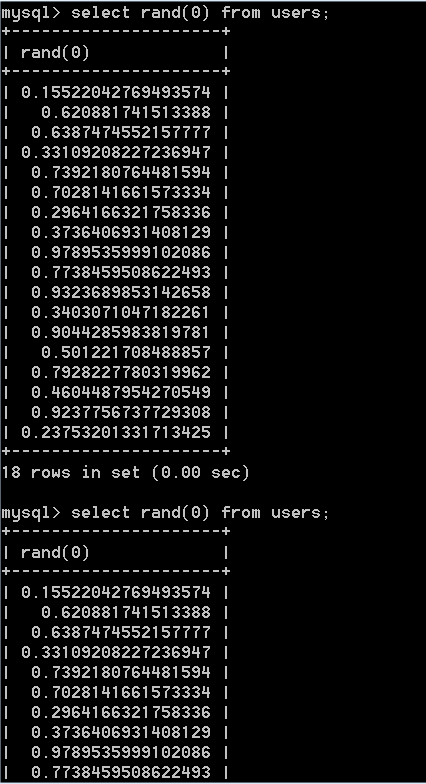 mysql> select rand(0) from users;
+---------------------+
| rand(0)             |
+---------------------+
| 0.15522042769493574 |
|   0.620881741513388 |
|  0.6387474552157777 |
| 0.33109208227236947 |
|  0.7392180764481594 |
|  0.7028141661573334 |
|  0.2964166321758336 |
|  0.3736406931408129 |
|  0.9789535999102086 |
|  0.7738459508622493 |
|  0.9323689853142658 |
|  0.3403071047182261 |
|  0.9044285983819781 |
|   0.501221708488857 |
|  0.7928227780319962 |
|  0.4604487954270549 |
|  0.9237756737729308 |
| 0.23753201331713425 |
+---------------------+
18 rows in set (0.00 sec)
mysql> select rand(0) from users;
+---------------------+
| rand(0)             |
+---------------------+
| 0.15522042769493574 |
|   0.620881741513388 |
|  0.6387474552157777 |
| 0.33109208227236947 |
|  0.7392180764481594 |
|  0.7028141661573334 |
|  0.2964166321758336 |
|  0.3736406931408129 |
|  0.9789535999102086 |
|  0.7738459508622493 |